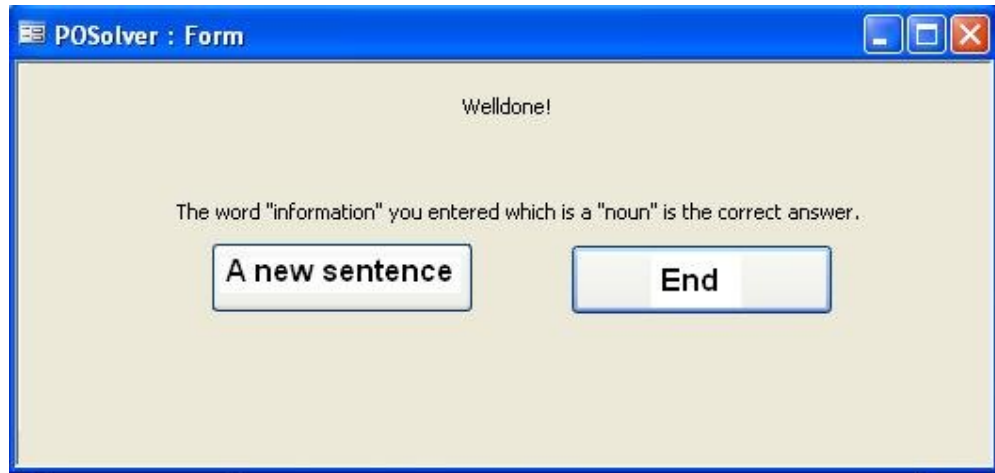 POSolver : Form
Welldone!
The word "information" you entered which is a "noun" is the correct answer.
A new sentence
End